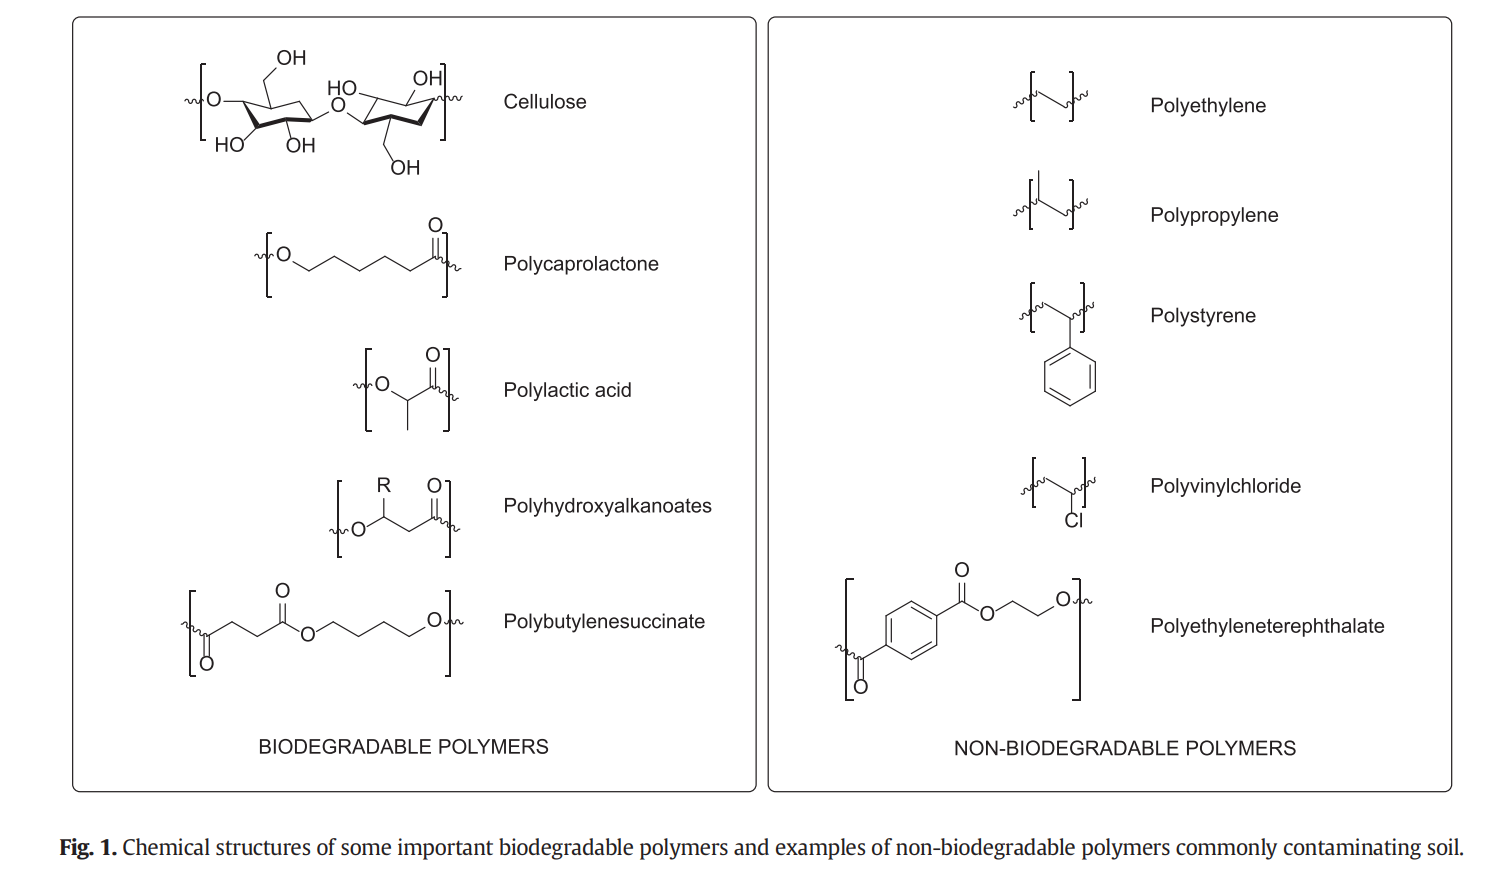 OH
O
HO
O
OH
HO
OH
OH
Cellulose
O
O
Polycaprolactone
O
O
Polylactic acid
R
O
O
Polyhydroxyalkanoates
O
O
O
O
Polybutylenesuccinate
BIODEGRADABLE POLYMERS
Polyethylene
Polypropylene
Polystyrene
Cl
Polyvinylchloride
O
O
O
O
Polyethyleneterephthalate
NON-BIODEGRADABLE POLYMERS
Fig. 1. Chemical structures of some important biodegradable polymers and examples of non-biodegradable polymers commonly contaminating soil.